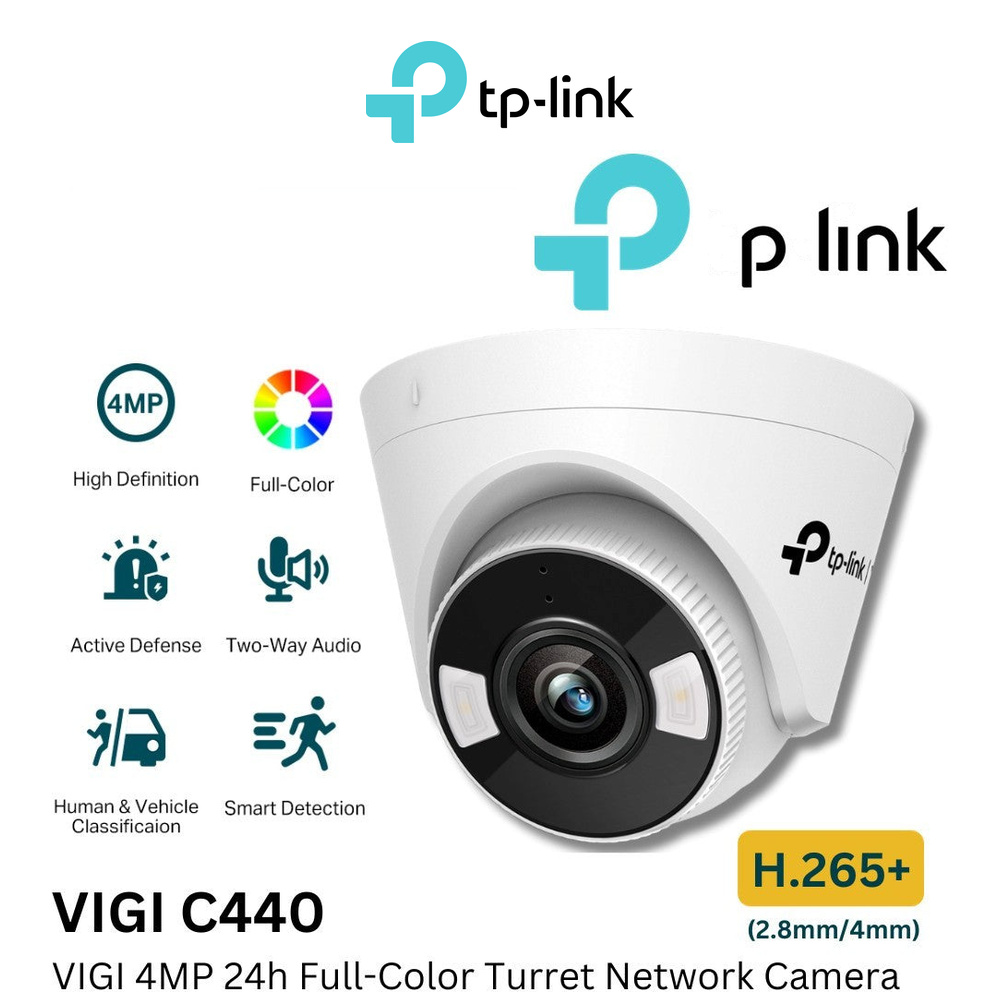 tp-link
p link
4MP
High Definition
Full-Color
Active Defense
Two-Way Audio
tp-link |
Human & Vehicle
Classificaion
Smart Detection
H.265+
(2.8mm/4mm)
VIGI C440
VIGI 4MP 24h Full-Color Turret Network Camera